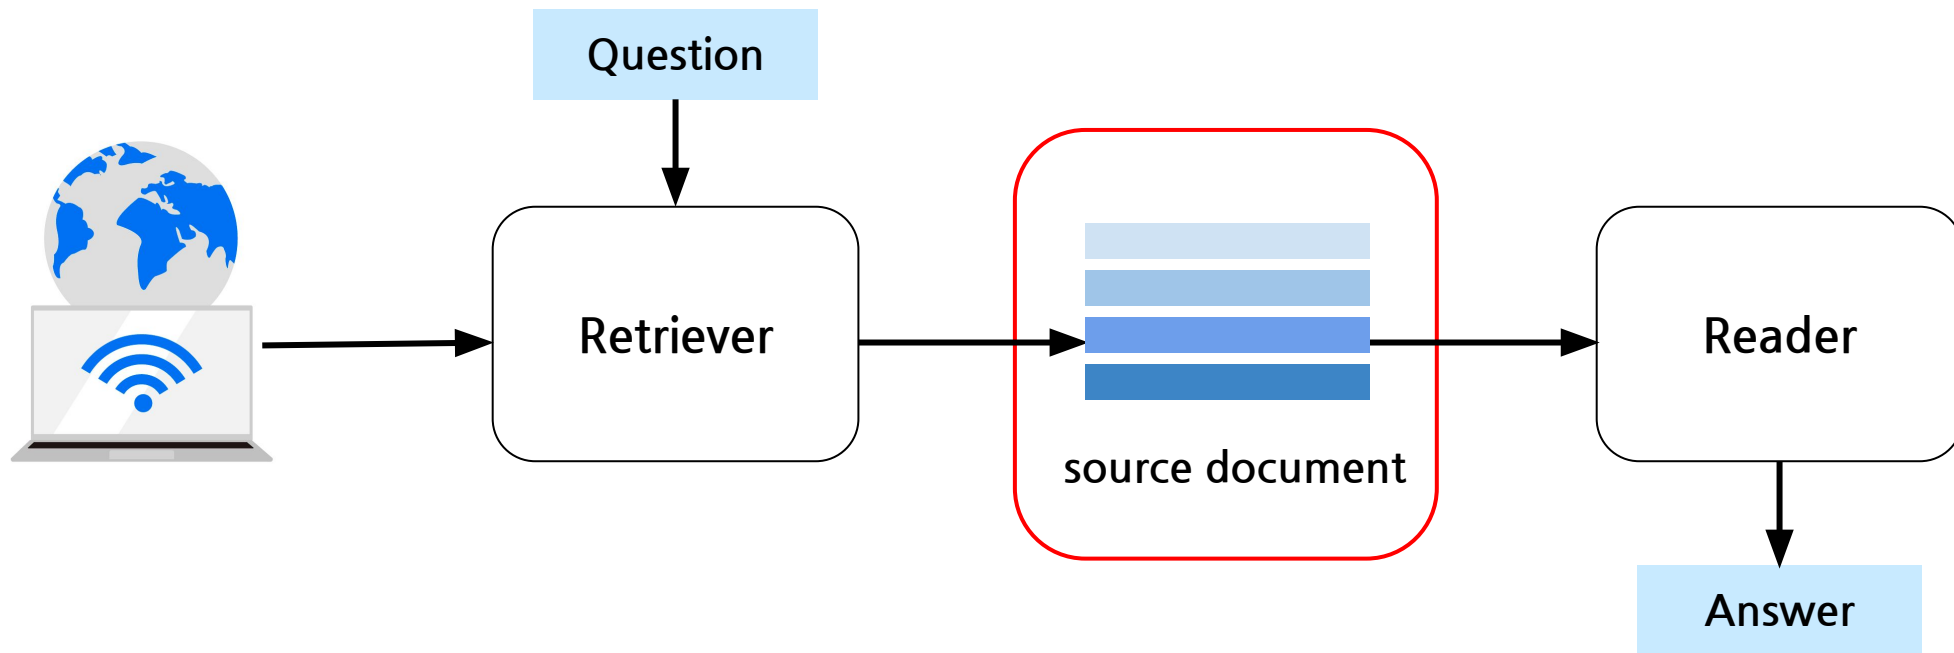 Question
Retriever
source document
Reader
Answer